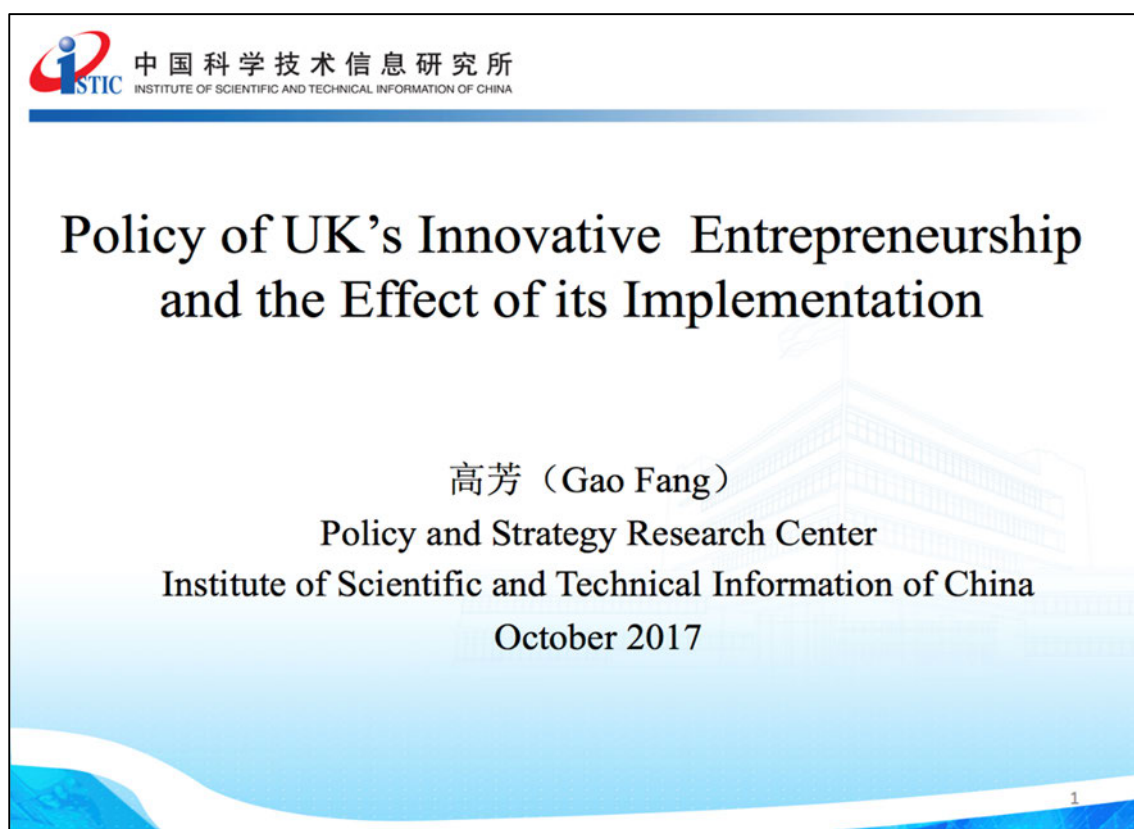 iSTIC
中国科学技术信息研究所
INSTITUTE OF SCIENTIFIC AND TECHNICAL INFORMATION OF CHINA
Policy of UK’s Innovative  Entrepreneurship
and the Effect of its Implementation
高芳（Gao Fang）
Policy and Strategy Research Center
Institute of Scientific and Technical Information of China
October 2017
1